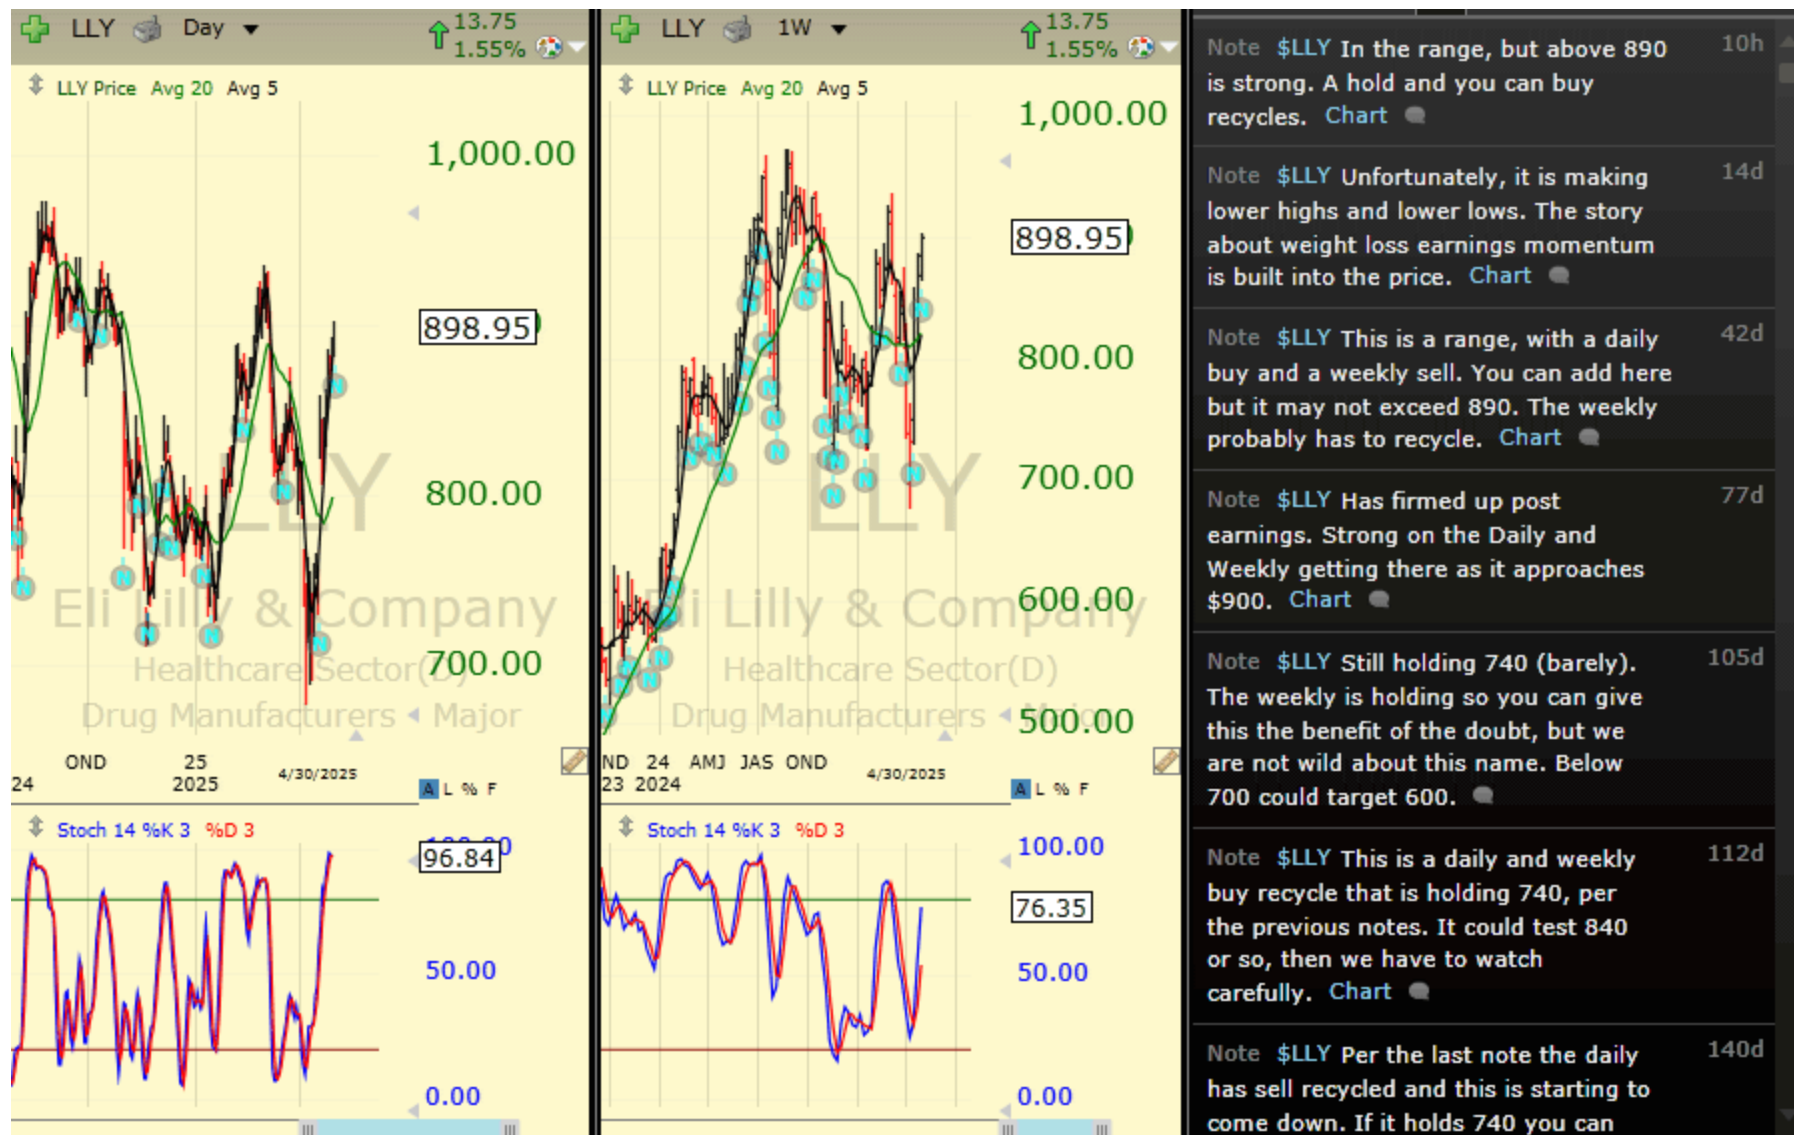 LLY Day 13.75
1.55%
LLY Price Avg 20 Avg 5
1,000.00
898.95
800.00
700.00
LLY
Eli Lilly & Company
Healthcare Sector(D)
Drug Manufacturers Major
OND 25
24 2025 4/30/2025
A L % F
Stoch 14 %K 3 %D 3
100.00
96.84
50.00
0.00
LLY 1W 13.75
1.55%
LLY Price Avg 20 Avg 5
1,000.00
898.95
800.00
700.00
600.00
500.00
LLY
Eli Lilly & Company
Healthcare Sector(D)
Drug Manufacturers Major
ND 24 AMJ JAS OND
23 2024 4/30/2025
A L % F
Stoch 14 %K 3 %D 3
100.00
76.35
50.00
0.00
Note $LLY In the range, but above 890 10h
is strong. A hold and you can buy
recycles. Chart
Note $LLY Unfortunately, it is making 14d
lower highs and lower lows. The story
about weight loss earnings momentum
is built into the price. Chart
Note $LLY This is a range, with a daily 42d
buy and a weekly sell. You can add here
but it may not exceed 890. The weekly
probably has to recycle. Chart
Note $LLY Has firmed up post 77d
earnings. Strong on the Daily and
Weekly getting there as it approaches
$900. Chart
Note $LLY Still holding 740 (barely). 105d
The weekly is holding so you can give
this the benefit of the doubt, but we
are not wild about this name. Below
700 could target 600.
Note $LLY This is a daily and weekly 112d
buy recycle that is holding 740, per
the previous notes. It could test 840
or so, then we have to watch
carefully. Chart
Note $LLY Per the last note the daily 140d
has sell recycled and this is starting to
come down. If it holds 740 you can